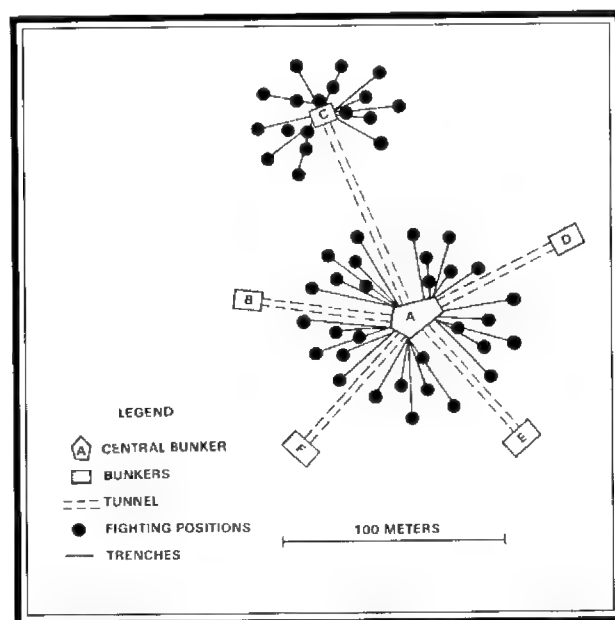 C
D
B
A
F
E
LEGEND
A CENTRAL BUNKER
BUNKERS
TUNNEL
FIGHTING POSITIONS
TRENCHES
100 METERS